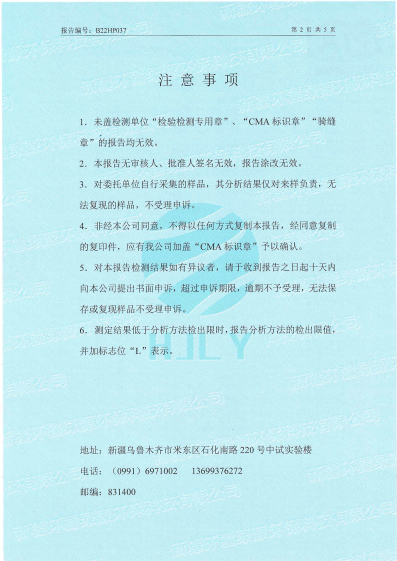 报告编号：B22HP037
第 2 页 共 5 页
注 意 事 项
1．未盖检测单位“检验检测专用章”、“CMA 标识章”“骑缝
章”的报告均无效。
2．本报告无审核人、批准人签名无效，报告涂改无效。
3．对委托单位自行采集的样品，其分析结果仅对来样负责，无
法复现的样品，不受理申诉。
4．非经本公司同意，不得以任何方式复制本报告，经同意复制
的复印件，应有我公司加盖“CMA 标识章”予以确认。
5．对本报告检测结果如有异议者，请于收到报告之日起十天内
向本公司提出书面申诉，超过申诉期限，逾期不予受理，无法保
存或复现样品不受理申诉。
6．测定结果低于分析方法检出限时，报告分析方法的检出限值，
并加标志位“L”表示。
地址：新疆乌鲁木齐市米东区石化南路 220 号中试实验楼
电话：（0991）6971002 13699376272
邮编：831400